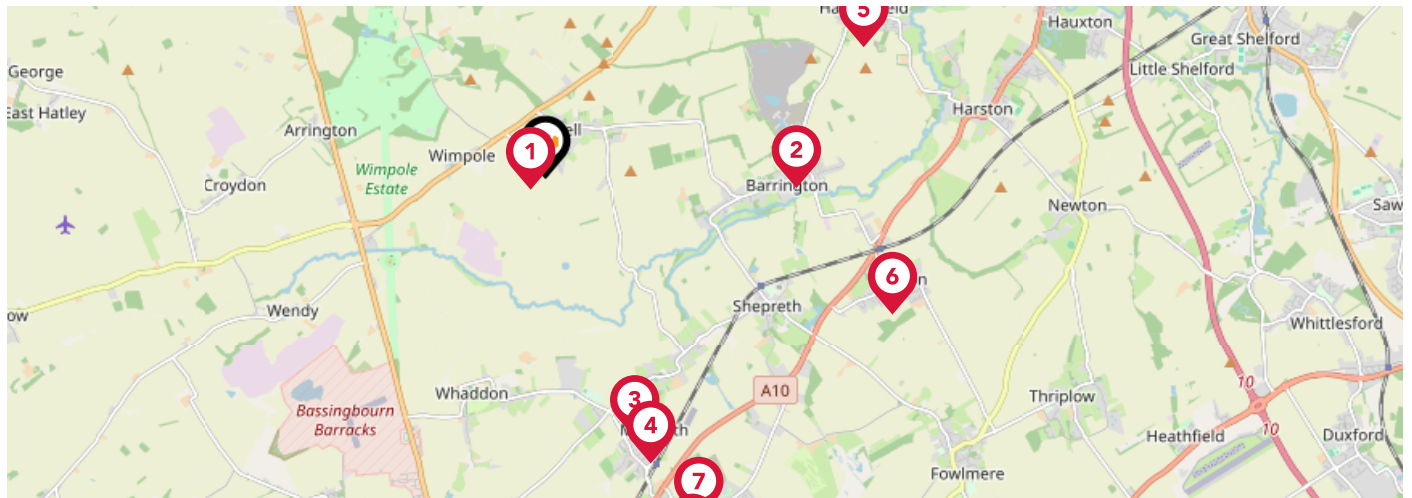 5
Hauxton
Great Shelford
George
Little Shelford
East Hatley
Harston
Arrington
1
2
Wimpole
Wimpole
Estate
Croydon
Barrington
Newton
6
Shepreth
Wendy
Whittlesford
A10
10
Whaddon
3
Thriplow
Bassingbourn
Barracks
4
10
Heathfield
Duxford
Fowlmere
7